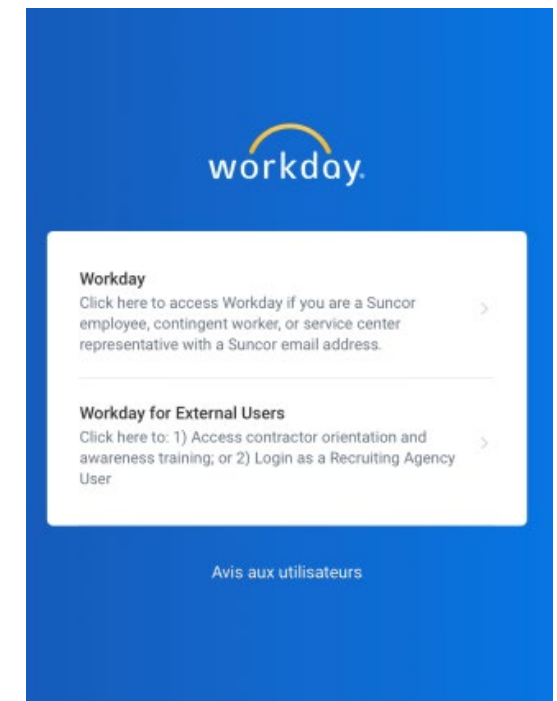 workday.
Workday
Click here to access Workday if you are a Suncor
employee, contingent worker, or service center
representative with a Suncor email address.
Workday for External Users
Click here to: 1) Access contractor orientation and
awareness training; or 2) Login as a Recruiting Agency
User
Avis aux utilisateurs